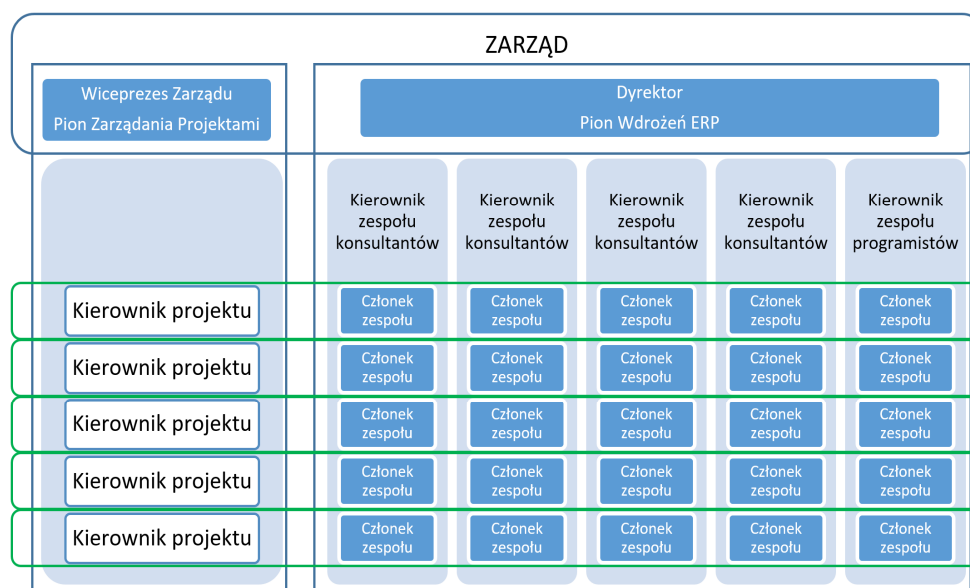 ZARZĄD
Wiceprezes Zarządu
Pion Zarządania Projektami
Dyrektor
Pion Wdrożeń ERP
Kierownik
zespołu
konsultantów
Kierownik
zespołu
konsultantów
Kierownik
zespołu
konsultantów
Kierownik
zespołu
konsultantów
Kierownik
zespołu
programistów
Kierownik projektu
Członek
zespołu
Członek
zespołu
Członek
zespołu
Członek
zespołu
Członek
zespołu
Kierownik projektu
Członek
zespołu
Członek
zespołu
Członek
zespołu
Członek
zespołu
Członek
zespołu
Kierownik projektu
Członek
zespołu
Członek
zespołu
Członek
zespołu
Członek
zespołu
Członek
zespołu
Kierownik projektu
Członek
zespołu
Członek
zespołu
Członek
zespołu
Członek
zespołu
Członek
zespołu
Kierownik projektu
Członek
zespołu
Członek
zespołu
Członek
zespołu
Członek
zespołu
Członek
zespołu